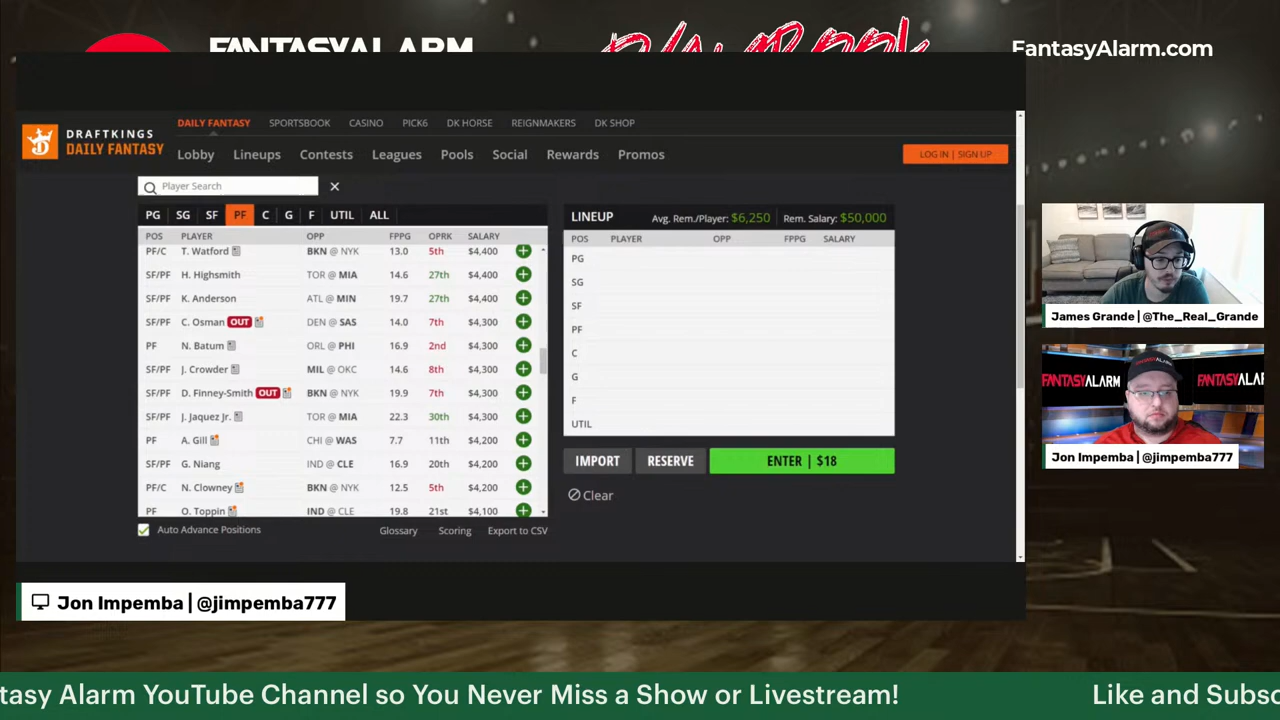 FANTASYALARM
PLAYBOOK
FantasyAlarm.com
DRAFTKINGS
DAILY FANTASY
DAILY FANTASY SPORTSBOOK CASINO PICK6 DK HORSE REIGNMAKERS DK SHOP
Lobby Lineups Contests Leagues Pools Social Rewards Promos
LOG IN | SIGN UP
Player Search
PG SG SF PF C G F UTIL ALL
POS PLAYER OPP FPPG OPRK SALARY
PF/C T. Watford BKN @ NYK 13.0 5th $4,400
SF/PF H. Highsmith TOR @ MIA 14.6 27th $4,400
SF/PF K. Anderson ATL @ MIN 19.7 27th $4,400
SF/PF C. Osman OUT DEN @ SAS 14.0 7th $4,300
PF N. Batum ORL @ PHI 16.9 2nd $4,300
SF/PF J. Crowder MIL @ OKC 14.6 8th $4,300
SF/PF D. Finney-Smith OUT BKN @ NYK 19.9 7th $4,300
SF/PF J. Jaquez Jr. TOR @ MIA 22.3 30th $4,300
PF A. Gill CHI @ WAS 7.7 11th $4,200
SF/PF G. Niang IND @ CLE 16.9 20th $4,200
PF/C N. Clowney BKN @ NYK 12.5 5th $4,200
PF O. Toppin IND @ CLE 19.8 21st $4,100
Auto Advance Positions Glossary Scoring Export to CSV
LINEUP Avg. Rem./Player: $6,250 Rem. Salary: $50,000
POS PLAYER OPP FPPG SALARY
PG
SG
SF
PF
C
G
F
UTIL
IMPORT RESERVE ENTER | $18
Clear
James Grande | @The_Real_Grande
FANTASYALARM
FANTASYALAR
Jon Impemba | @jimpemba777
Jon Impemba | @jimpemba777
tasy Alarm YouTube Channel so You Never Miss a Show or Livestream! Like and Subsc